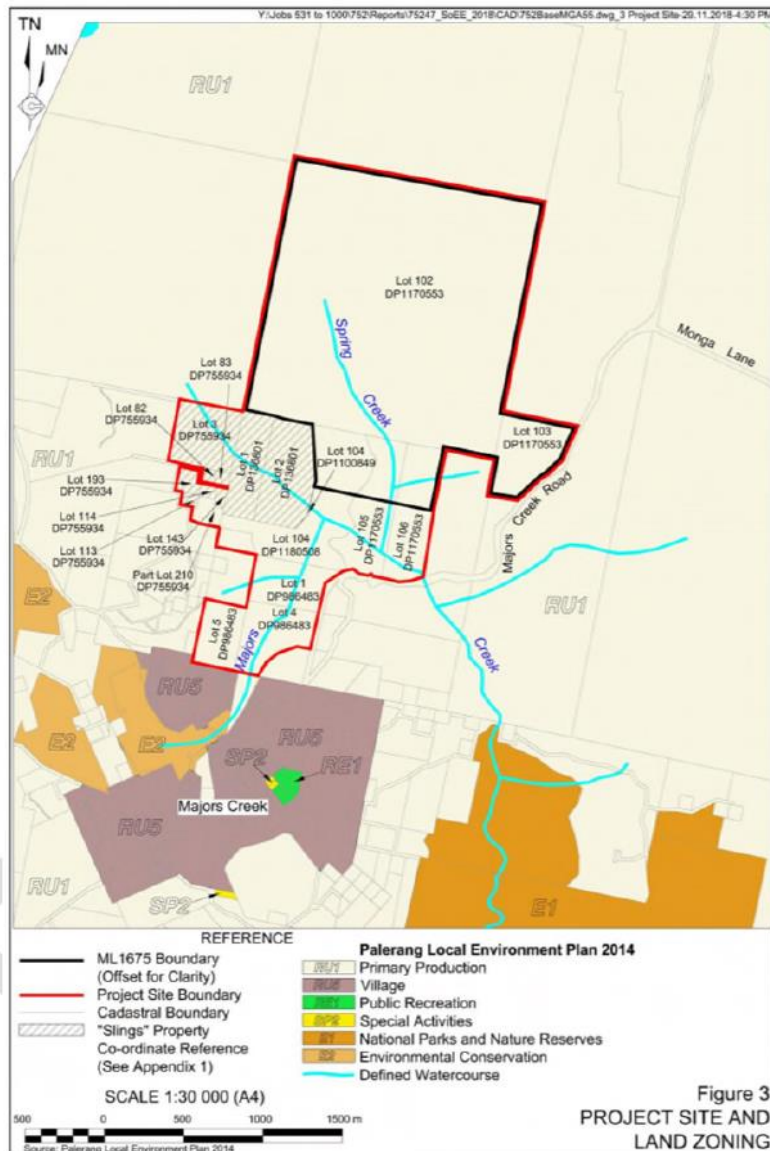 Y:\Jobs 531 to 1000\752\Reports\75247_SoEE_2018\CAD\752BaseMGA55.dwg_3 Project Site-29.11.2018-4:30 PM
TN
MN
RU1
Lot 102
DP1170553
Spring
Creek
Monga Lane
Lot 83
DP755934
Lot 82
DP755934
Lot 3
DP755934
Lot 103
DP1170553
RU1
Lot 1
DP136801
Lot 2
DP136801
Lot 104
DP1100849
Lot 193
DP755934
Lot 114
DP755934
Lot 113
DP755934
Lot 143
DP755934
Part Lot 210
DP755934
Lot 104
DP1180508
Lot 105
DP1170553
Lot 106
DP1170553
Majors Creek Road
E2
Lot 1
DP986483
Lot 4
DP986483
Lot 5
DP986483
RU1
Majors
Creek
RU5
E2
E2
RU5
SP2
RE1
Majors Creek
RU5
RU1
SP2
E1
REFERENCE
ML1675 Boundary
(Offset for Clarity)
Project Site Boundary
Cadastral Boundary
"Slings" Property
Co-ordinate Reference
(See Appendix 1)
Palerang Local Environment Plan 2014
RU1 Primary Production
RU5 Village
RE1 Public Recreation
SP2 Special Activities
E1 National Parks and Nature Reserves
E2 Environmental Conservation
Defined Watercourse
SCALE 1:30 000 (A4)
500 0 500 1000 1500 m
Source: Palerang Local Environment Plan 2014
Figure 3
PROJECT SITE AND
LAND ZONING